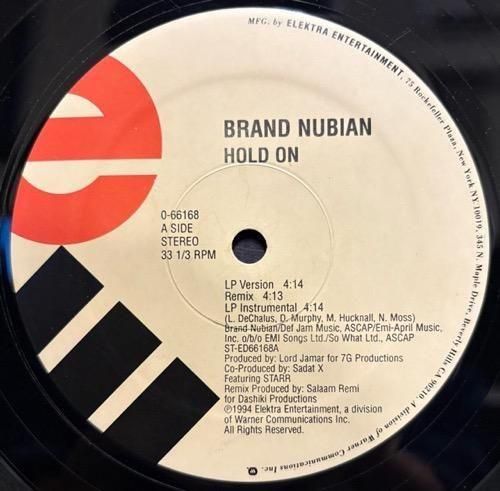 MFG. by ELEKTRA ENTERTAINMENT, 75 Rockefeller Plaza, New York NY 10019, 345 N. Maple Drive, Beverly Hills CA 90210. A division of Warner Communications Inc.
BRAND NUBIAN
HOLD ON
0-66168
A SIDE
STEREO
33 1/3 RPM
LP Version 4:14
Remix 4:13
LP Instrumental 4:14
(L. DeChalus, D. Murphy, M. Hucknall, N. Moss)
Brand Nubian/Def Jam Music, ASCAP/Emi-April Music,
Inc. o/b/o EMI Songs Ltd./So What Ltd., ASCAP
ST-ED66168A
Produced by: Lord Jamar for 7G Productions
Co-Produced by: Sadat X
Featuring STARR
Remix Produced by: Salaam Remi
for Dashiki Productions
℗1994 Elektra Entertainment, a division
of Warner Communications Inc.
All Rights Reserved.